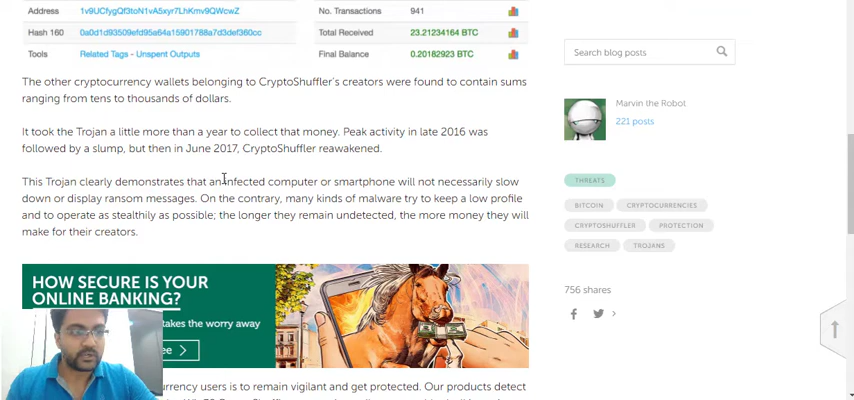 Address 1v9UCfygQf3toN1vA5xyr7LhKmv9QWcwZ No. Transactions 941
Hash 160 0a0d1d93509efd95a64a15901788a7d3def360cc Total Received 23.21234164 BTC
Tools Related Tags - Unspent Outputs Final Balance 0.20182923 BTC
The other cryptocurrency wallets belonging to CryptoShuffler's creators were found to contain sums
ranging from tens to thousands of dollars.
It took the Trojan a little more than a year to collect that money. Peak activity in late 2016 was
followed by a slump, but then in June 2017, CryptoShuffler reawakened.
This Trojan clearly demonstrates that an infected computer or smartphone will not necessarily slow
down or display ransom messages. On the contrary, many kinds of malware try to keep a low profile
and to operate as stealthily as possible; the longer they remain undetected, the more money they will
make for their creators.
HOW SECURE IS YOUR
ONLINE BANKING?
takes the worry away
currency users is to remain vigilant and get protected. Our products detect
Search blog posts
Marvin the Robot
221 posts
THREATS
BITCOIN CRYPTOCURRENCIES
CRYPTOSHUFFLER PROTECTION
RESEARCH TROJANS
756 shares